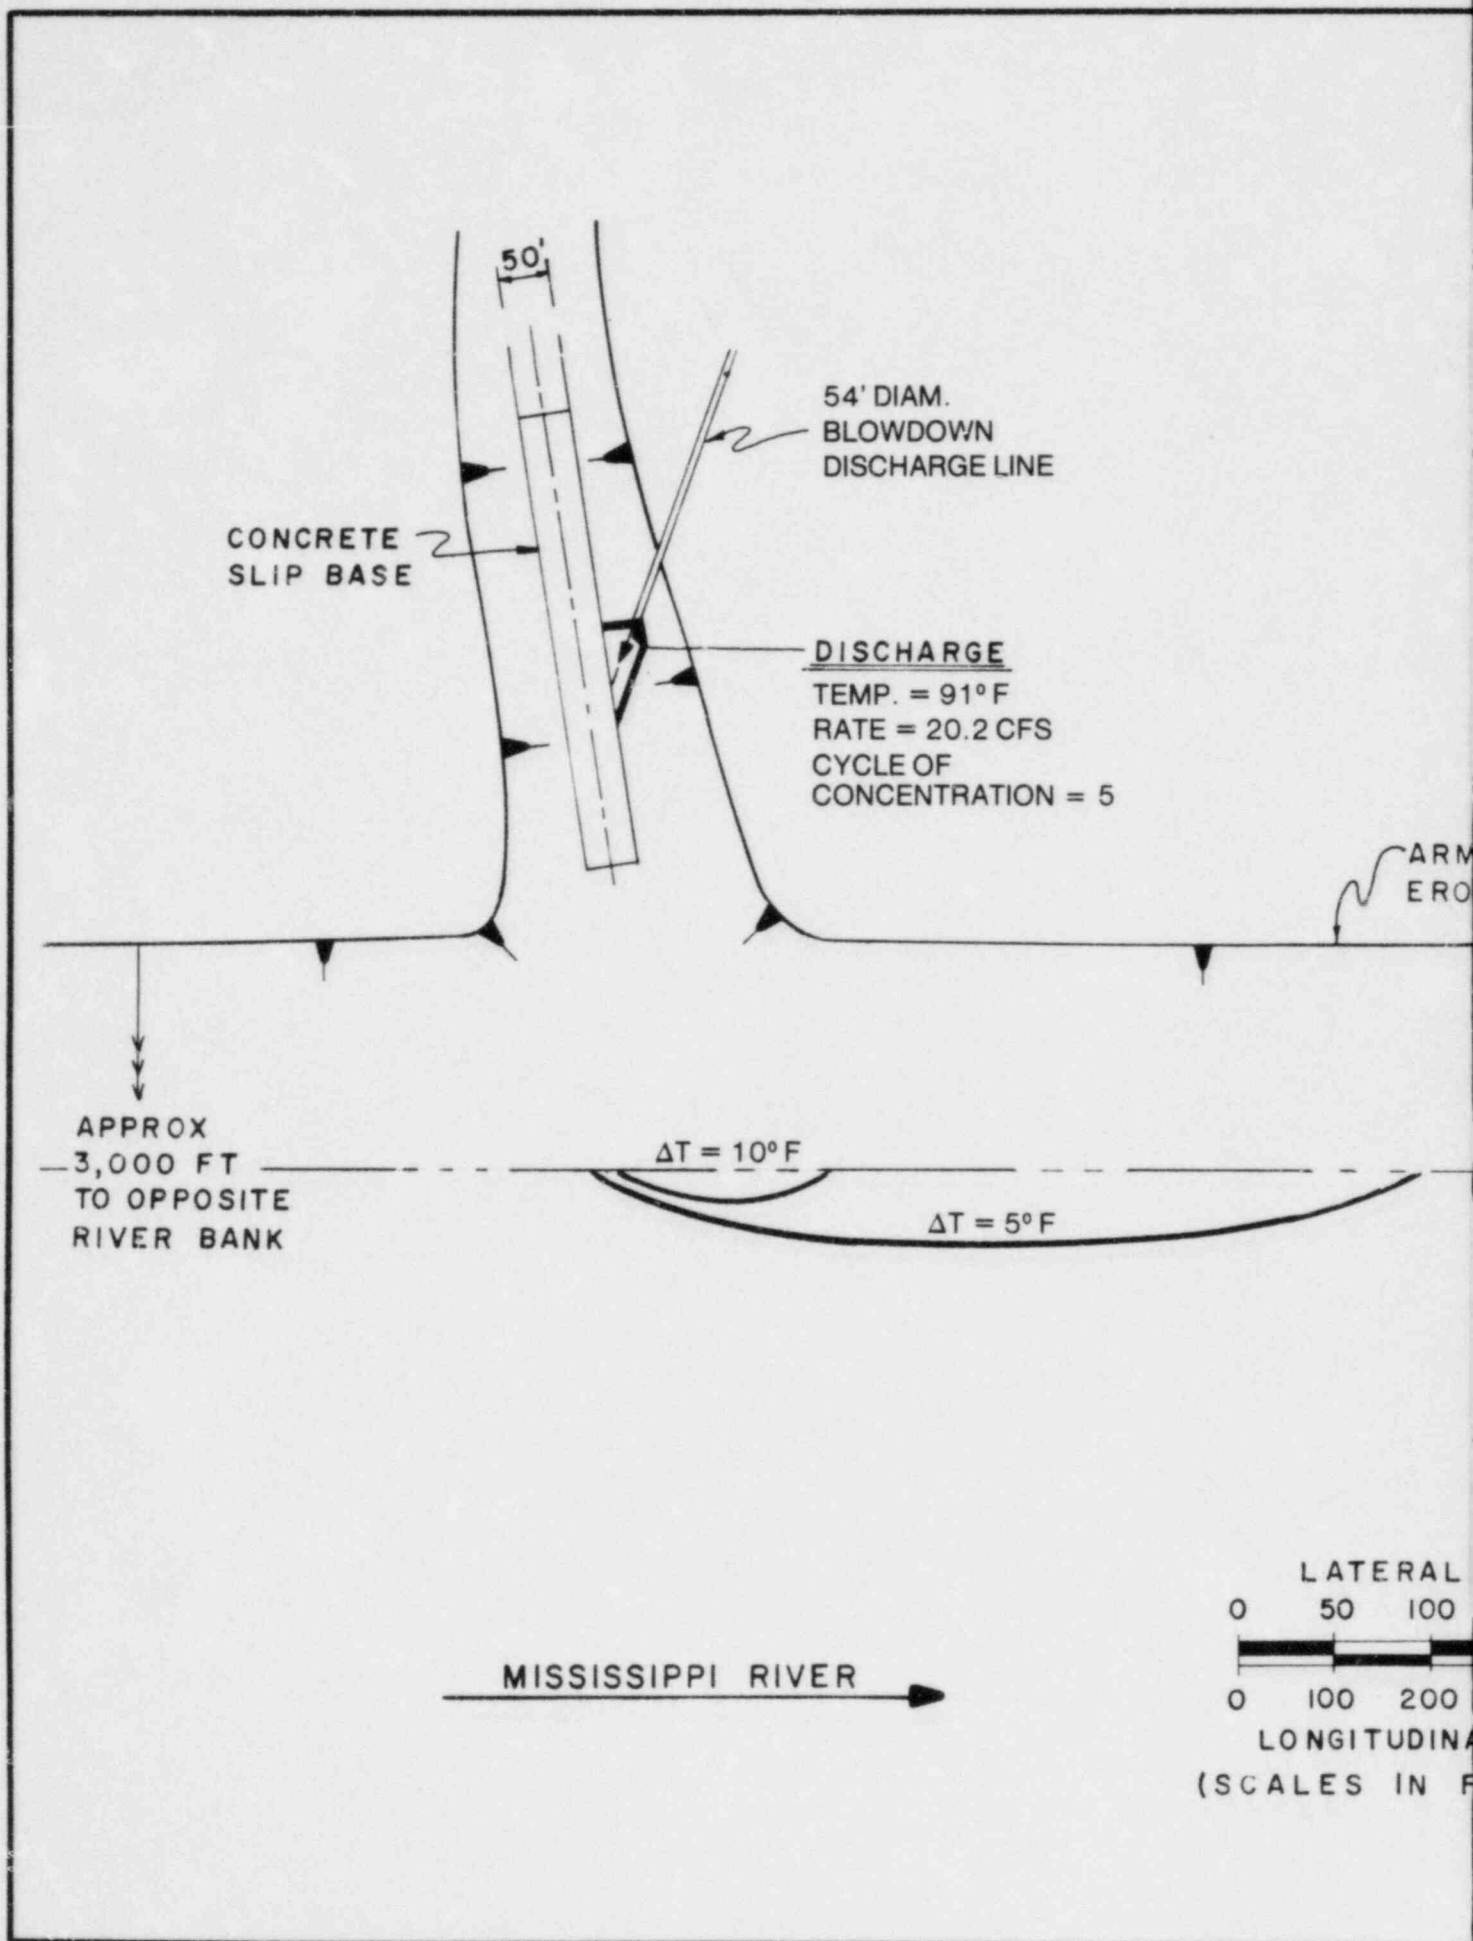 50'
54' DIAM.
BLOWDOWN
DISCHARGE LINE
CONCRETE
SLIP BASE
DISCHARGE
TEMP. = 91° F
RATE = 20.2 CFS
CYCLE OF
CONCENTRATION = 5
ARM
ERO
APPROX
3,000 FT
TO OPPOSITE
RIVER BANK
ΔT = 10° F
ΔT = 5° F
LATERAL
0 50 100
0 100 200
LONGITUDINA
(SCALES IN F
MISSISSIPPI RIVER